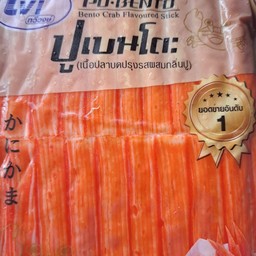 PO-BENTO
Bento Crab Flavoured Stick
ปูเบนโตะ
(เนื้อปลาบดปรุงรสผสมกลิ่นปู)
ยอดขายอันดับ
1
かにかま